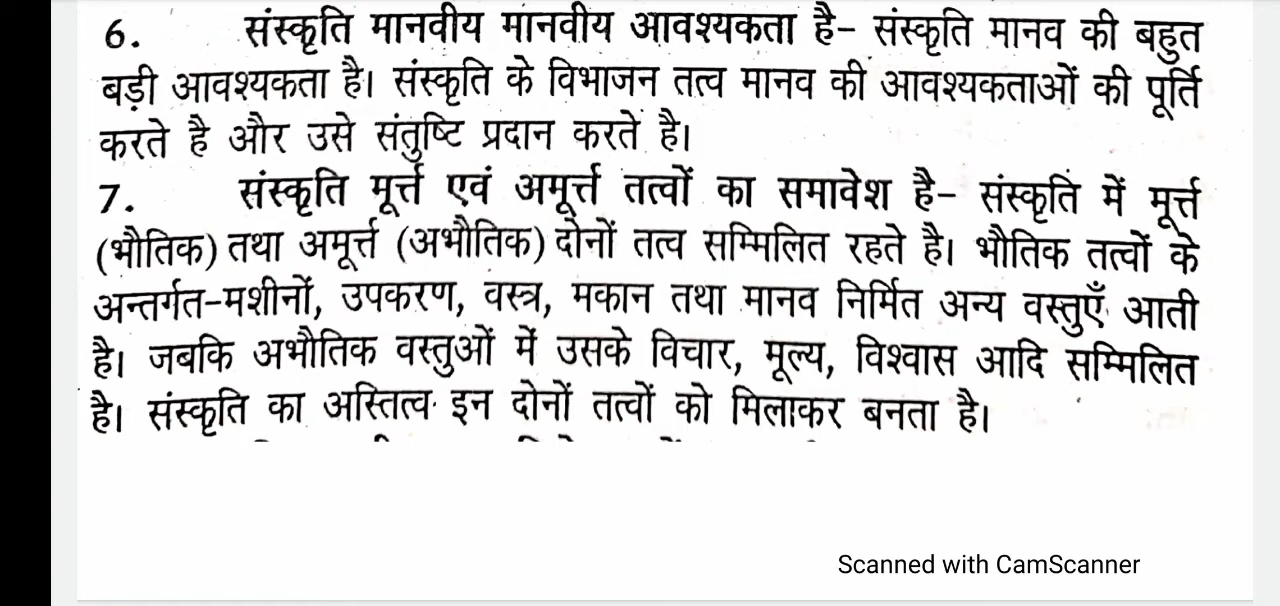 6. संस्कृति मानवीय मानवीय आवश्यकता है- संस्कृति मानव की बहुत
बड़ी आवश्यकता है। संस्कृति के विभाजन तत्व मानव की आवश्यकताओं की पूर्ति
करते है और उसे संतुष्टि प्रदान करते है।
7. संस्कृति मूर्त्त एवं अमूर्त्त तत्वों का समावेश है- संस्कृति में मूर्त्त
(भौतिक) तथा अमूर्त्त (अभौतिक) दोनों तत्व सम्मिलित रहते है। भौतिक तत्वों के
अन्तर्गत-मशीनों, उपकरण, वस्त्र, मकान तथा मानव निर्मित अन्य वस्तुएँ आती
है। जबकि अभौतिक वस्तुओं में उसके विचार, मूल्य, विश्वास आदि सम्मिलित
है। संस्कृति का अस्तित्व इन दोनों तत्वों को मिलाकर बनता है।
Scanned with CamScanner